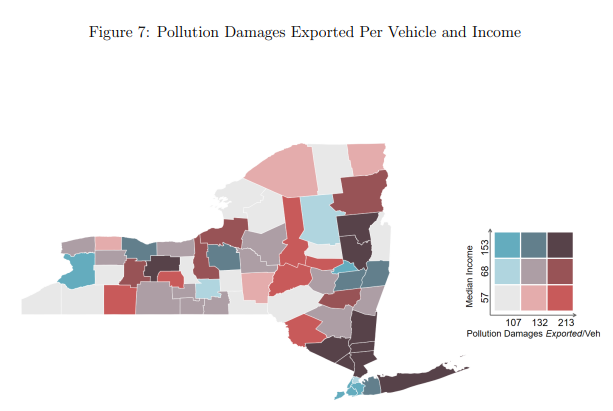 Figure 7: Pollution Damages Exported Per Vehicle and Income
Median Income
153
68
57
107 132 213
Pollution Damages Exported/Veh